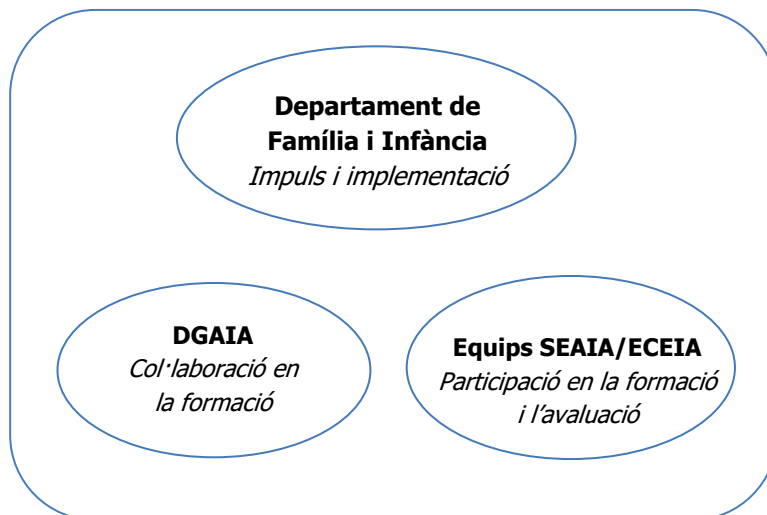 Departament de
Família i Infància
Impuls i implementació
DGAIA
Col·laboració en
la formació
Equips SEAIA/ECEIA
Participació en la formació
i l’avaluació